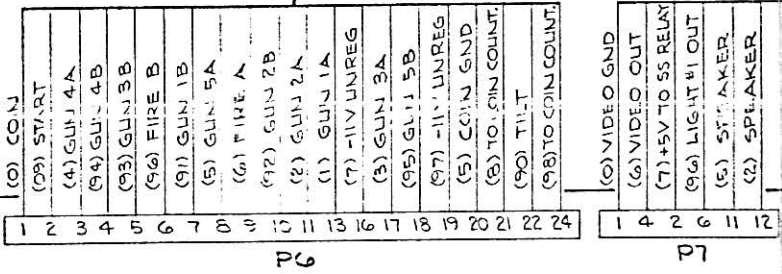 (0) COIN
(09) START
(4) GUN 4A
(94) GUN 4B
(93) GUN 3B
(96) FIRE B
(91) GUN 1B
(5) GUN 5A
(6) FIRE A
(92) GUN 2B
(2) GUN 2A
(1) GUN 1A
(7) -11V UNREG
(3) GUN 3A
(95) GUN 5B
(97) -11V UNREG
(5) COIN GND
(8) TO COIN COUNT.
(90) TILT
(98) TO COIN COUNT.
1 2 3 4 5 6 7 8 9 10 11 13 16 17 18 19 20 21 22 24
P6
(0) VIDEO GND
(6) VIDEO OUT
(7) +5V TO SS RELAY
(96) LIGHT #1 OUT
(5) SPEAKER
(2) SPEAKER
1 4 2 6 11 12
P7